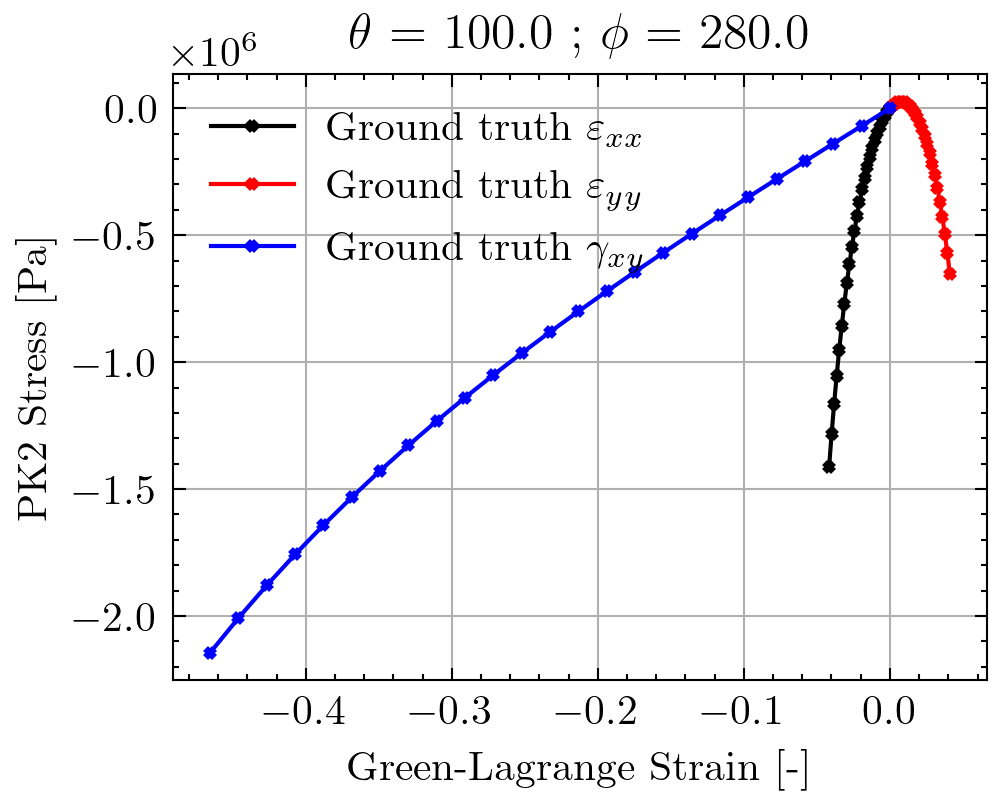 θ = 100.0 ; ϕ = 280.0
×10⁶
0.0
−0.5
−1.0
−1.5
−2.0
PK2 Stress [Pa]
Ground truth εₓₓ
Ground truth ε_yy
Ground truth γ_xy
−0.4 −0.3 −0.2 −0.1 0.0
Green-Lagrange Strain [-]